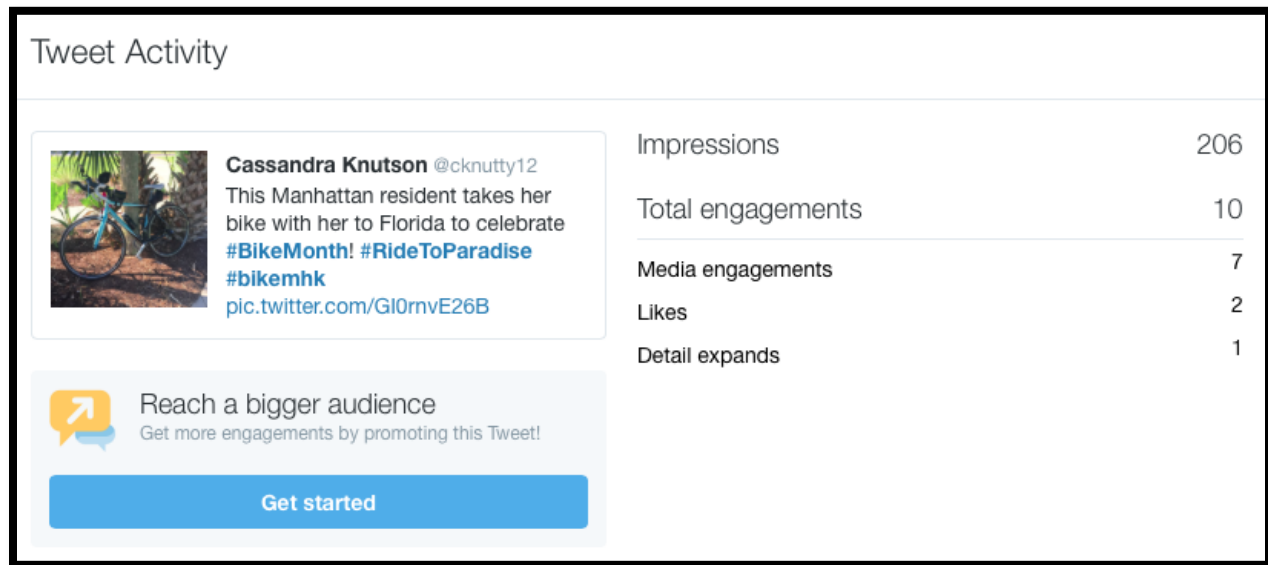 Tweet Activity
Cassandra Knutson @cknutty12
This Manhattan resident takes her
bike with her to Florida to celebrate
#BikeMonth! #RideToParadise
#bikemhk
pic.twitter.com/GI0rnvE26B
Reach a bigger audience
Get more engagements by promoting this Tweet!
Get started
Impressions 206
Total engagements 10
Media engagements 7
Likes 2
Detail expands 1